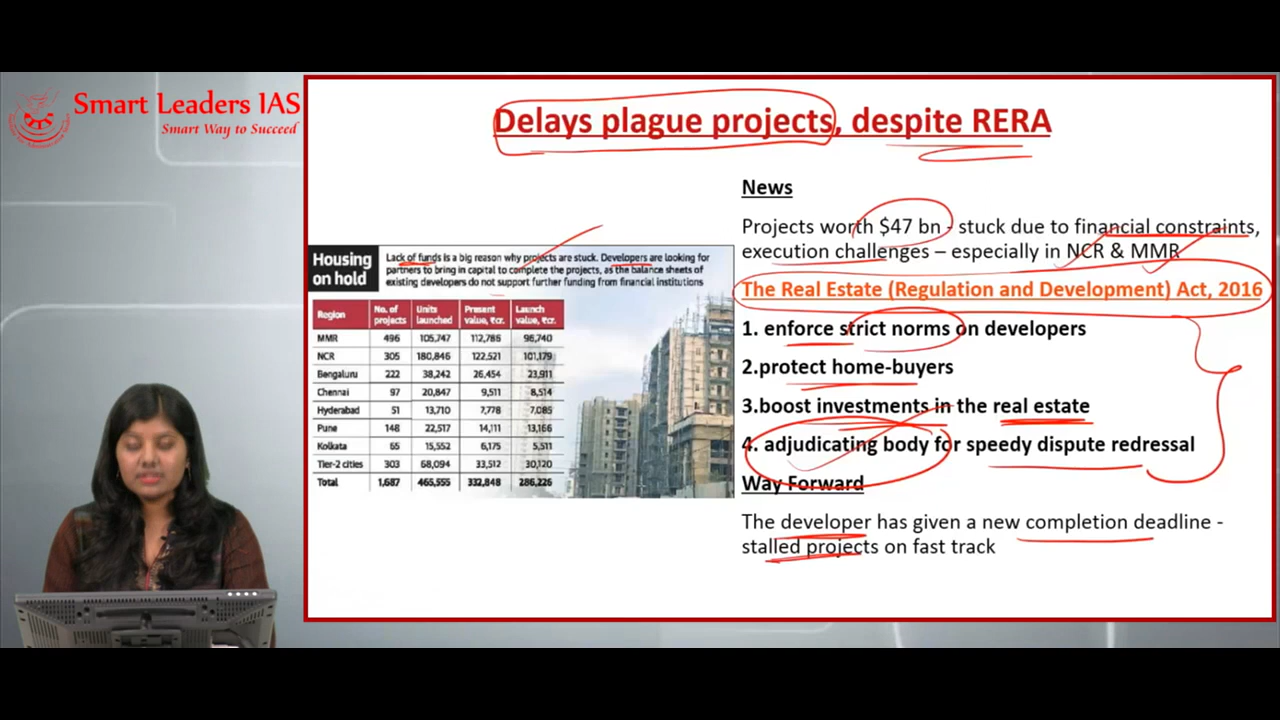 Smart Leaders IAS
Smart Way to Succeed
Delays plague projects, despite RERA
Housing
on hold
Lack of funds is a big reason why projects are stuck. Developers are looking for
partners to bring in capital to complete the projects, as the balance sheets of
existing developers do not support further funding from financial institutions
Region No. of projects Units launched Present value, ₹cr. Launch value, ₹cr.
MMR 496 105,747 112,786 96,740
NCR 305 180,846 122,521 101,179
Bengaluru 222 38,242 26,454 23,911
Chennai 97 20,847 9,511 8,514
Hyderabad 51 13,710 7,778 7,085
Pune 148 22,517 14,111 13,166
Kolkata 65 15,552 6,175 5,511
Tier-2 cities 303 68,094 33,512 30,120
Total 1,687 465,555 332,848 286,226
News
Projects worth $47 bn - stuck due to financial constraints,
execution challenges – especially in NCR & MMR
The Real Estate (Regulation and Development) Act, 2016
1. enforce strict norms on developers
2.protect home-buyers
3.boost investments in the real estate
4. adjudicating body for speedy dispute redressal
Way Forward
The developer has given a new completion deadline -
stalled projects on fast track